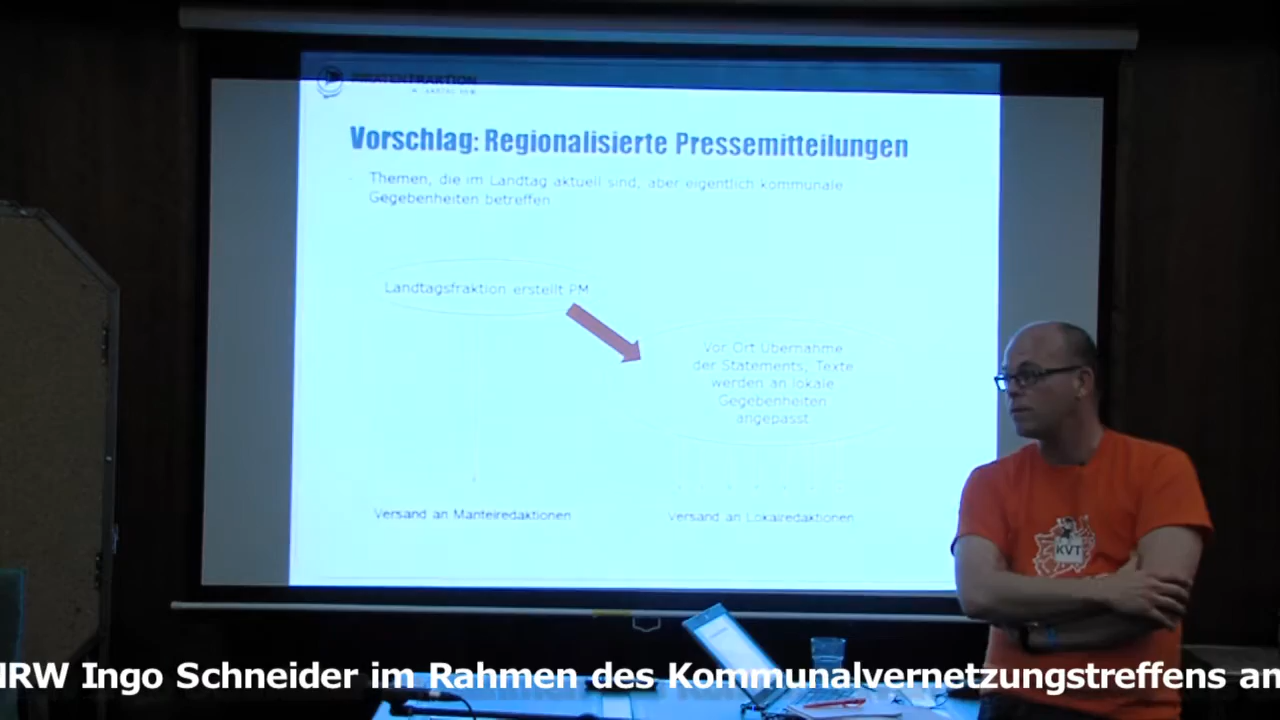 PIRATENFRAKTION
Vorschlag: Regionalisierte Pressemitteilungen
Themen, die im Landtag aktuell sind, aber eigentlich kommunale
Gegebenheiten betreffen
Landtagsfraktion erstellt PM
Vor Ort Übernahme
der Statements, Texte
werden an lokale
Gegebenheiten
angepasst
Versand an Mantelredaktionen
Versand an Lokalredaktionen
KVT
NRW Ingo Schneider im Rahmen des Kommunalvernetzungstreffens an